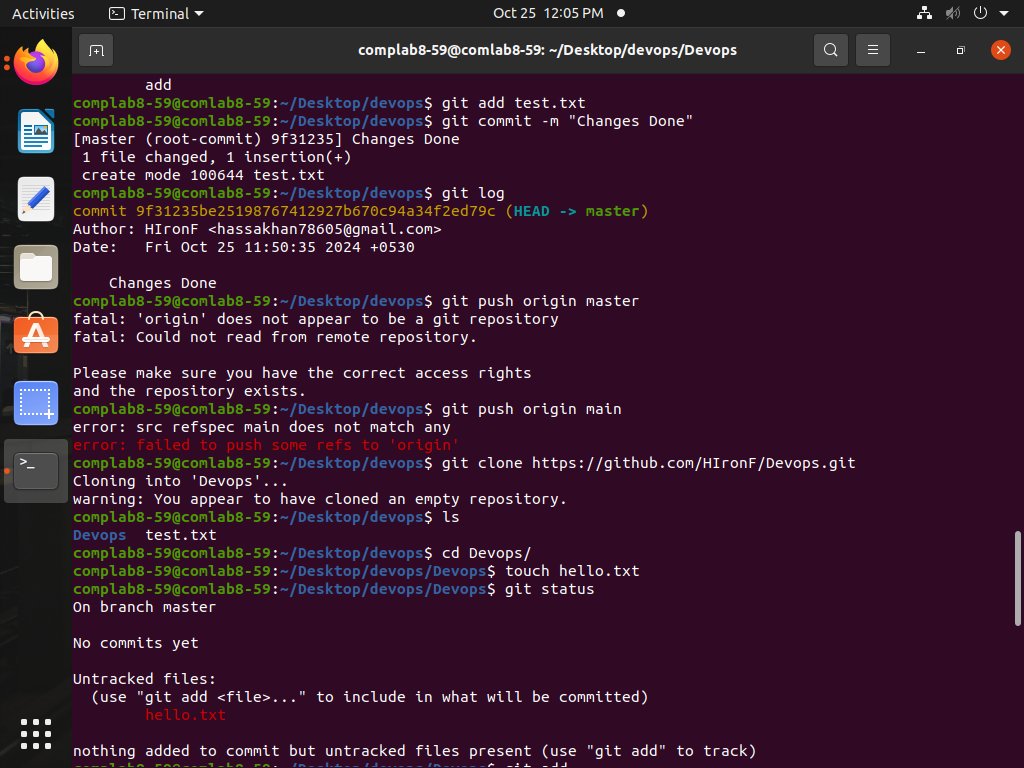 Activities
Terminal
Oct 25 12:05 PM
complab8-59@comlab8-59: ~/Desktop/devops/Devops
add
complab8-59@comlab8-59:~/Desktop/devops$ git add test.txt
complab8-59@comlab8-59:~/Desktop/devops$ git commit -m "Changes Done"
[master (root-commit) 9f31235] Changes Done
1 file changed, 1 insertion(+)
create mode 100644 test.txt
complab8-59@comlab8-59:~/Desktop/devops$ git log
commit 9f31235be25198767412927b670c94a34f2ed79c (HEAD -> master)
Author: HIronF <hassakhan78605@gmail.com>
Date:   Fri Oct 25 11:50:35 2024 +0530
Changes Done
complab8-59@comlab8-59:~/Desktop/devops$ git push origin master
fatal: 'origin' does not appear to be a git repository
fatal: Could not read from remote repository.
Please make sure you have the correct access rights
and the repository exists.
complab8-59@comlab8-59:~/Desktop/devops$ git push origin main
error: src refspec main does not match any
error: failed to push some refs to 'origin'
complab8-59@comlab8-59:~/Desktop/devops$ git clone https://github.com/HIronF/Devops.git
Cloning into 'Devops'...
warning: You appear to have cloned an empty repository.
complab8-59@comlab8-59:~/Desktop/devops$ ls
Devops  test.txt
complab8-59@comlab8-59:~/Desktop/devops$ cd Devops/
complab8-59@comlab8-59:~/Desktop/devops/Devops$ touch hello.txt
complab8-59@comlab8-59:~/Desktop/devops/Devops$ git status
On branch master
No commits yet
Untracked files:
(use "git add <file>..." to include in what will be committed)
hello.txt
nothing added to commit but untracked files present (use "git add" to track)
complab8-59@comlab8-59:~/Desktop/devops/Devops$ git add